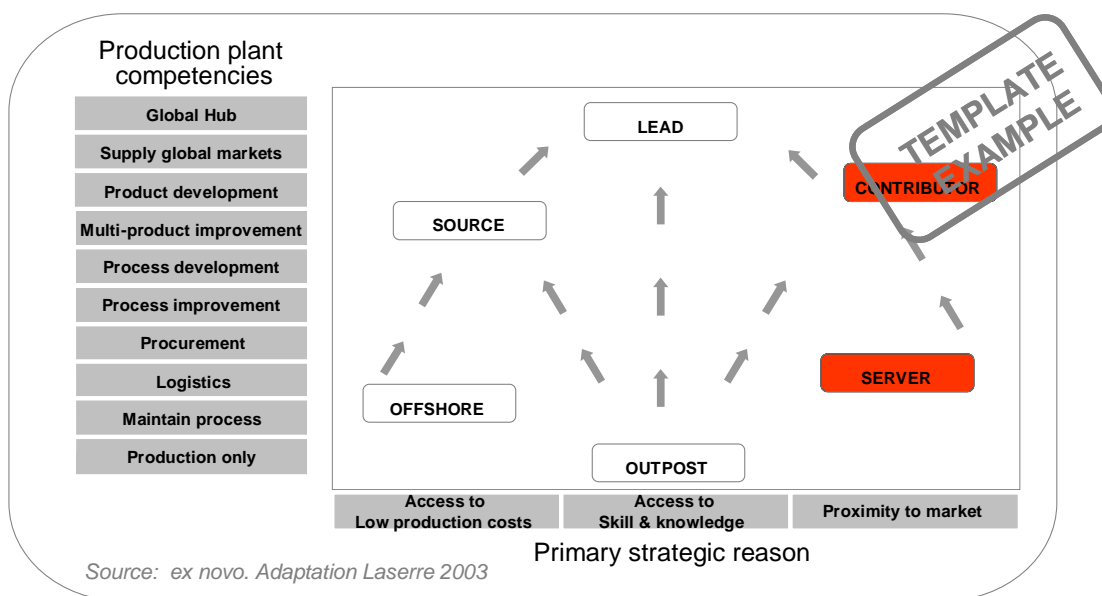 Production plant
competencies
Global Hub
Supply global markets
Product development
Multi-product improvement
Process development
Process improvement
Procurement
Logistics
Maintain process
Production only
LEAD
TEMPLATE
EXAMPLE
CONTRIBUTOR
SOURCE
SERVER
OFFSHORE
OUTPOST
Access to
Low production costs
Access to
Skill & knowledge
Proximity to market
Primary strategic reason
Source: ex novo. Adaptation Laserre 2003